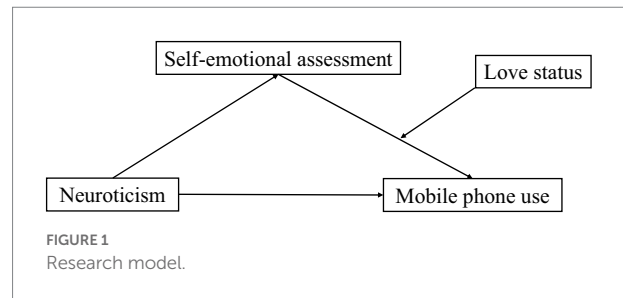 Self-emotional assessment
Love status
Neuroticism
Mobile phone use
FIGURE 1
Research model.